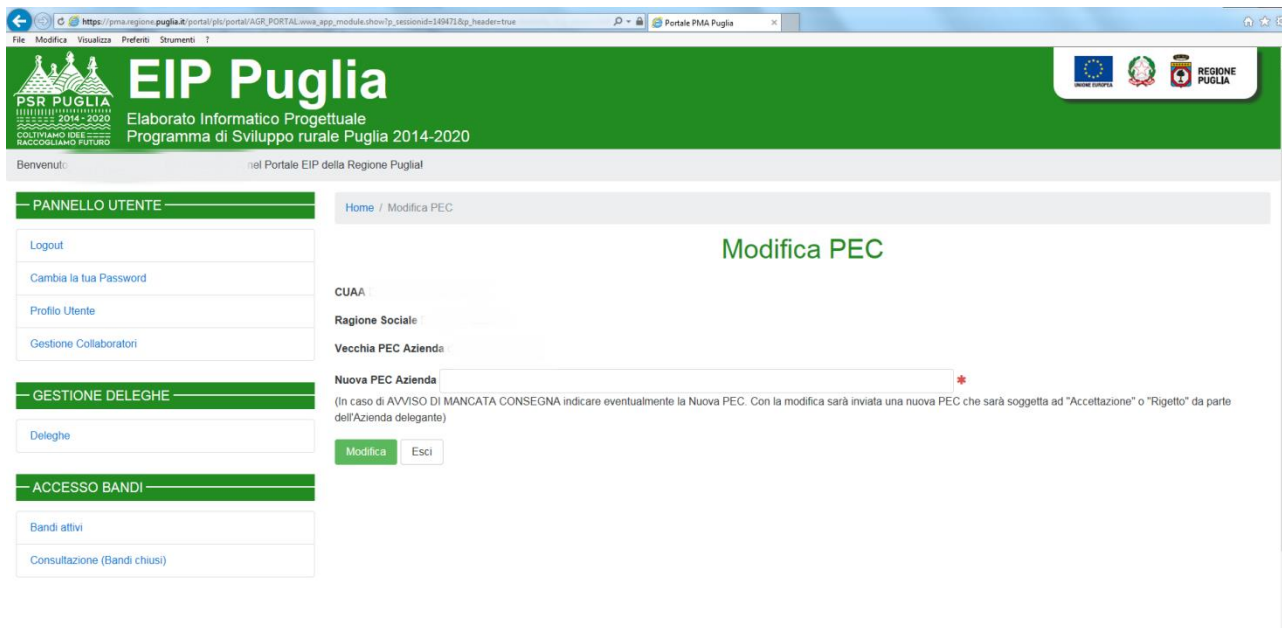 https://pma.regione.puglia.it/portal/pls/portal/AGR_PORTAL.wwa_app_module.show?p_sessionid=149471&p_header=true
Portale PMA Puglia
File Modifica Visualizza Preferiti Strumenti ?
PSR PUGLIA
2014 - 2020
COLTIVIAMO IDEE
RACCOGLIAMO FUTURO
EIP Puglia
Elaborato Informatico Progettuale
Programma di Sviluppo rurale Puglia 2014-2020
UNIONE EUROPEA
REGIONE
PUGLIA
Benvenuto nel Portale EIP della Regione Puglia!
PANNELLO UTENTE
Logout
Cambia la tua Password
Profilo Utente
Gestione Collaboratori
GESTIONE DELEGHE
Deleghe
ACCESSO BANDI
Bandi attivi
Consultazione (Bandi chiusi)
Home / Modifica PEC
Modifica PEC
CUAA
Ragione Sociale
Vecchia PEC Azienda
Nuova PEC Azienda *
(In caso di AVVISO DI MANCATA CONSEGNA indicare eventualmente la Nuova PEC. Con la modifica sarà inviata una nuova PEC che sarà soggetta ad "Accettazione" o "Rigetto" da parte
dell'Azienda delegante)
Modifica Esci